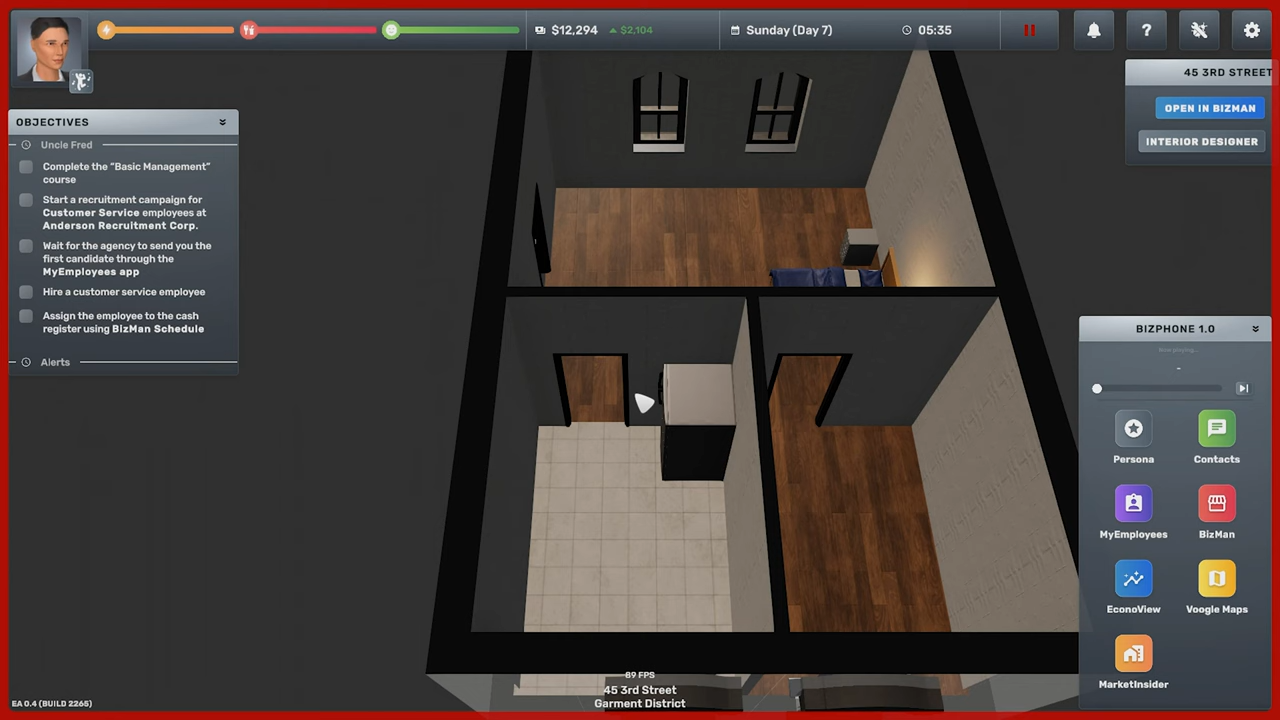 $12,294
$2,104
Sunday (Day 7)
05:35
?
45 3RD STREET
OPEN IN BIZMAN
INTERIOR DESIGNER
OBJECTIVES
Uncle Fred
Complete the "Basic Management"
course
Start a recruitment campaign for
Customer Service employees at
Anderson Recruitment Corp.
Wait for the agency to send you the
first candidate through the
MyEmployees app
Hire a customer service employee
Assign the employee to the cash
register using BizMan Schedule
Alerts
BIZPHONE 1.0
Now playing...
-
Persona
Contacts
MyEmployees
BizMan
EconoView
Voogle Maps
MarketInsider
89 FPS
45 3rd Street
Garment District
EA 0.4 (BUILD 2265)